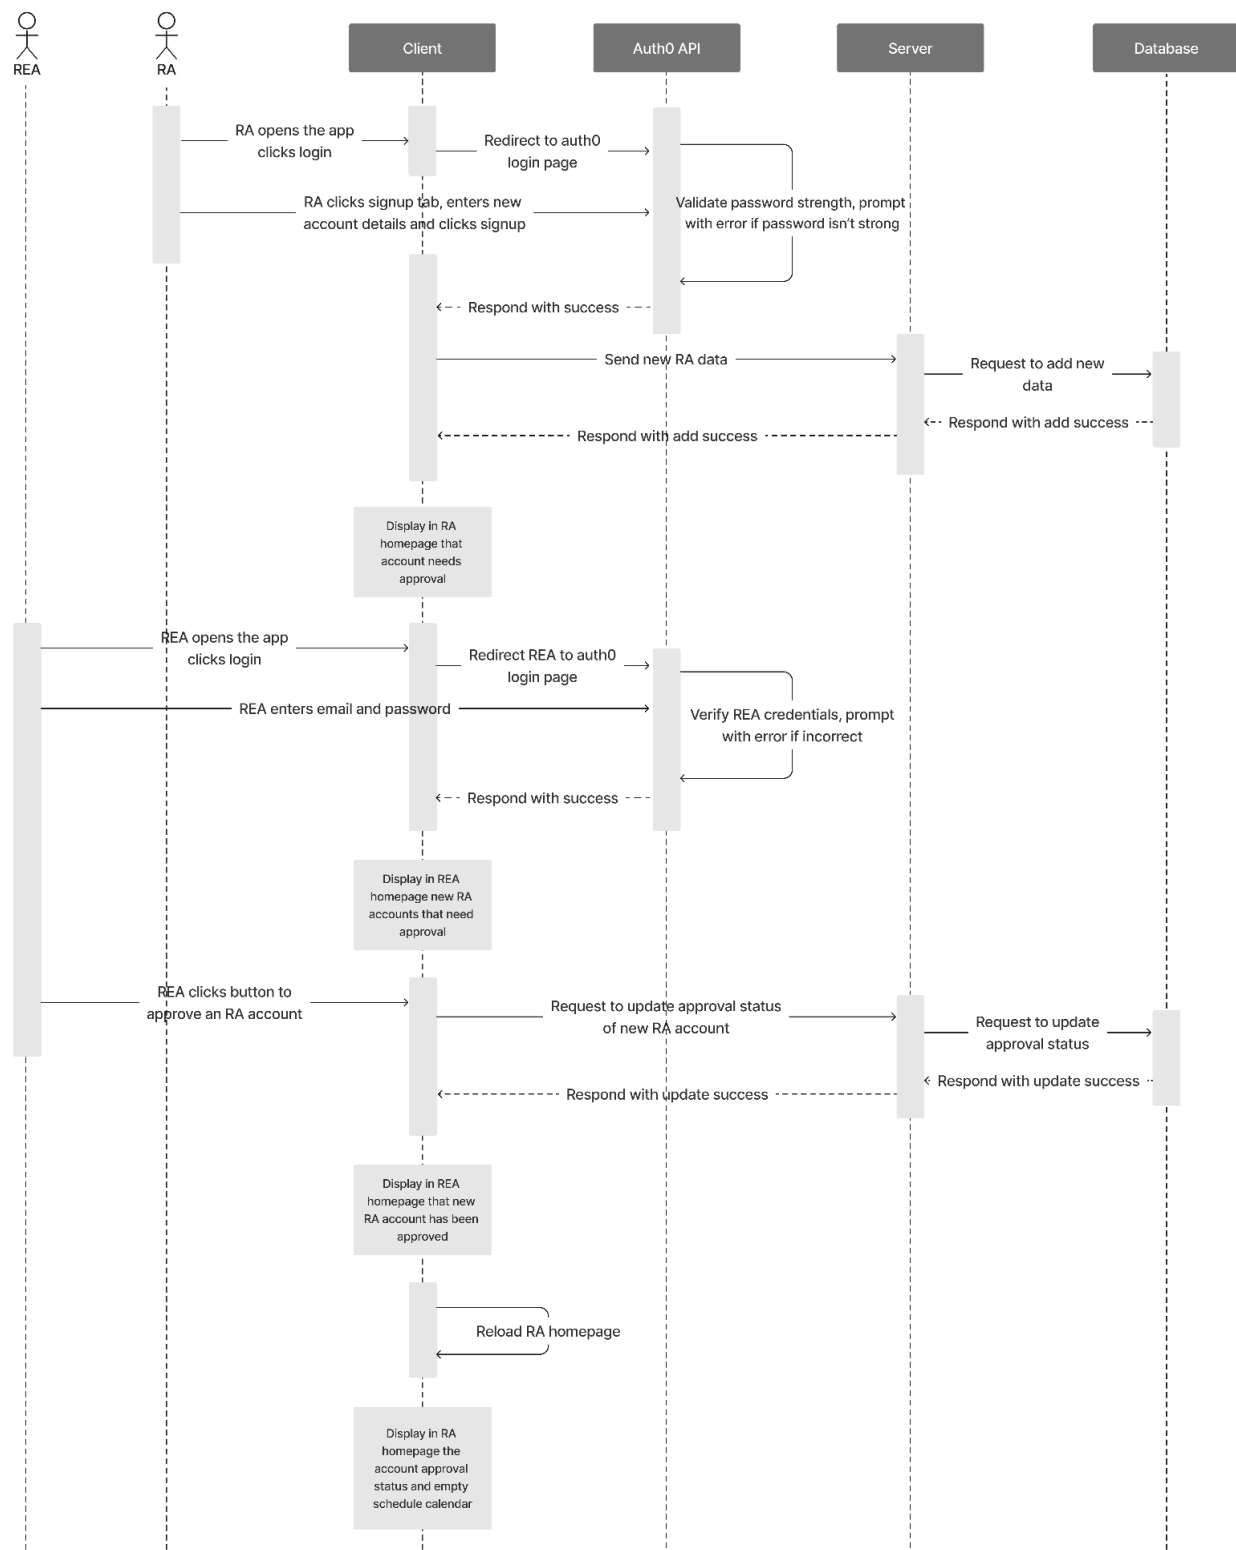 REA
RA
Client
Auth0 API
Server
Database
RA opens the app
clicks login
Redirect to auth0
login page
RA clicks signup tab, enters new
account details and clicks signup
Validate password strength, prompt
with error if password isn't strong
Respond with success
Send new RA data
Request to add new
data
Respond with add success
Respond with add success
Display in RA
homepage that
account needs
approval
REA opens the app
clicks login
Redirect REA to auth0
login page
REA enters email and password
Verify REA credentials, prompt
with error if incorrect
Respond with success
Display in REA
homepage new RA
accounts that need
approval
REA clicks button to
approve an RA account
Request to update approval status
of new RA account
Request to update
approval status
Respond with update success
Respond with update success
Display in REA
homepage that new
RA account has been
approved
Reload RA homepage
Display in RA
homepage the
account approval
status and empty
schedule calendar